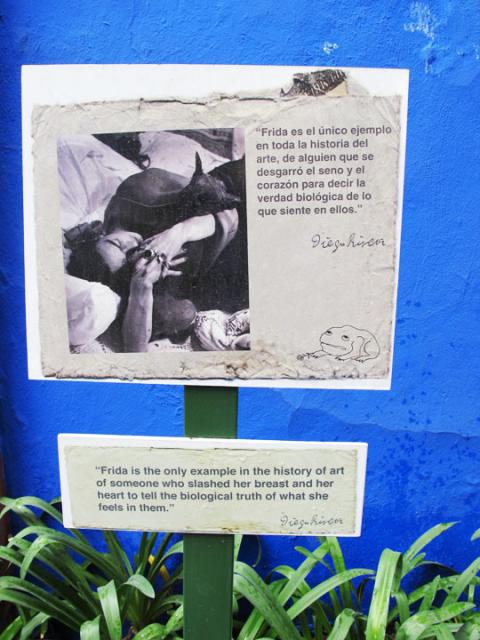 “Frida es el único ejemplo
en toda la historia del
arte, de alguien que se
desgarró el seno y el
corazón para decir la
verdad biológica de lo
que siente en ellos.”
Diego Rivera
“Frida is the only example in the history of art
of someone who slashed her breast and her
heart to tell the biological truth of what she
feels in them.”
Diego Rivera